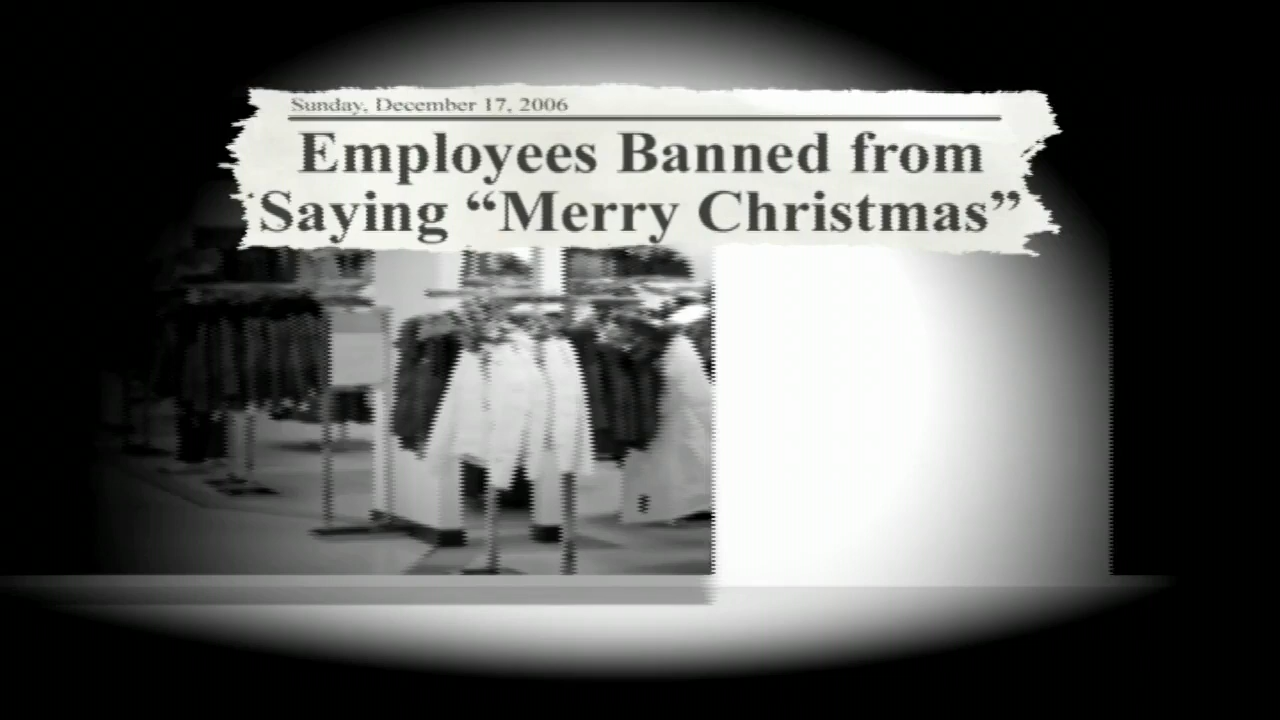 Sunday, December 17, 2006
Employees Banned from
Saying “Merry Christmas”